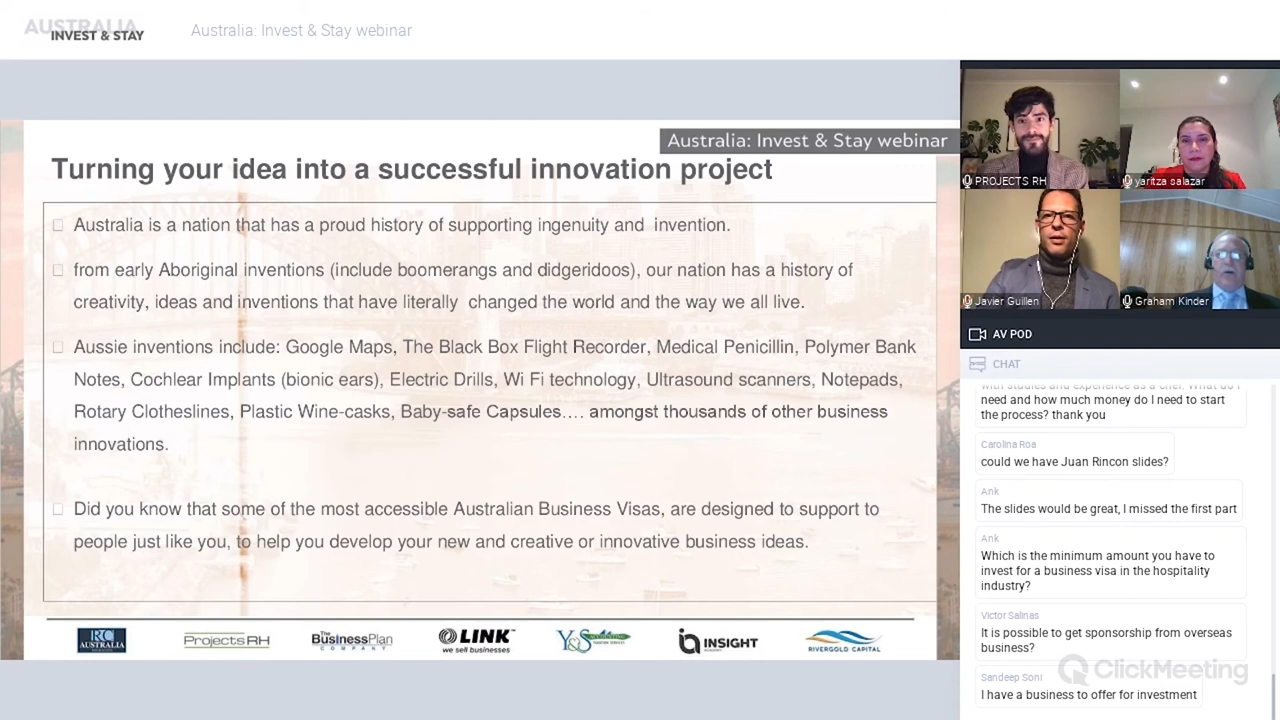 AUSTRALIA
INVEST & STAY
Australia: Invest & Stay webinar
Australia: Invest & Stay webinar
Turning your idea into a successful innovation project
Australia is a nation that has a proud history of supporting ingenuity and invention.
from early Aboriginal inventions (include boomerangs and didgeridoos), our nation has a history of
creativity, ideas and inventions that have literally changed the world and the way we all live.
Aussie inventions include: Google Maps, The Black Box Flight Recorder, Medical Penicillin, Polymer Bank
Notes, Cochlear Implants (bionic ears), Electric Drills, Wi Fi technology, Ultrasound scanners, Notepads,
Rotary Clotheslines, Plastic Wine-casks, Baby-safe Capsules…. amongst thousands of other business
innovations.
Did you know that some of the most accessible Australian Business Visas, are designed to support to
people just like you, to help you develop your new and creative or innovative business ideas.
RC
AUSTRALIA
ProjectsRH
The
BusinessPlan
COMPANY
LINK
we sell businesses
Y&S
INSIGHT
RIVERGOLD CAPITAL
PROJECTS RH
yaritza salazar
Javier Guillen
Graham Kinder
AV POD
CHAT
with studies and experience as a chef. What do I
need and how much money do I need to start
the process? thank you
Carolina Roa
could we have Juan Rincon slides?
Ank
The slides would be great, I missed the first part
Ank
Which is the minimum amount you have to
invest for a business visa in the hospitality
industry?
Victor Salinas
It is possible to get sponsorship from overseas
business?
ClickMeeting
Sandeep Soni
I have a business to offer for investment